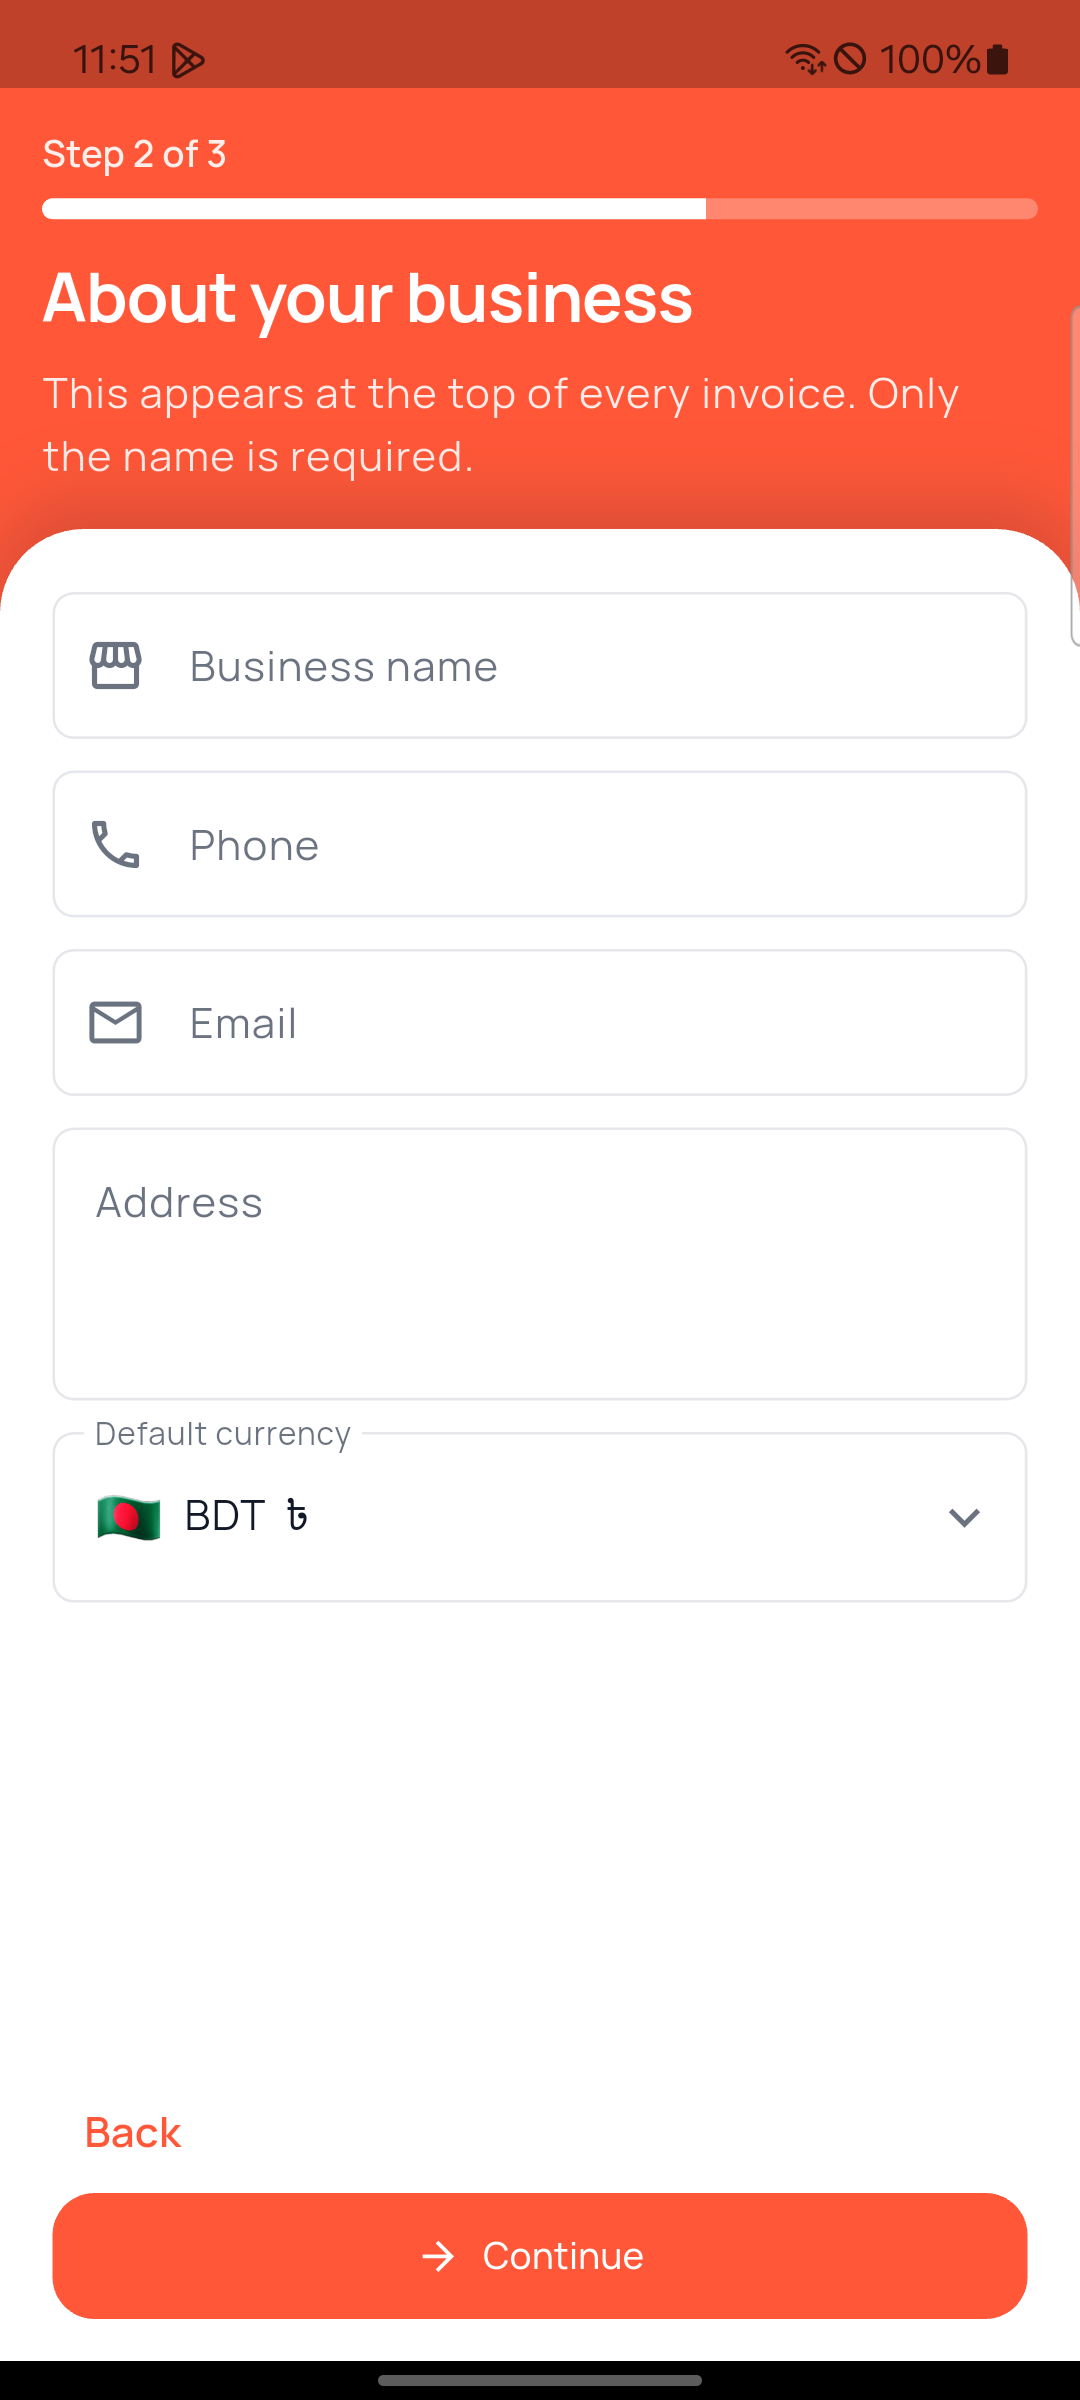 11:51
100%
Step 2 of 3
About your business
This appears at the top of every invoice. Only
the name is required.
Business name
Phone
Email
Address
Default currency
BDT ৳
Back
Continue